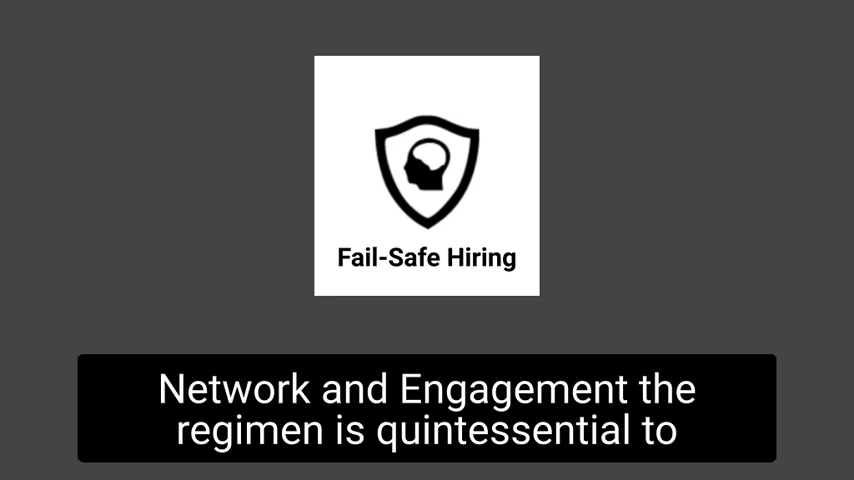 Fail-Safe Hiring
Network and Engagement the
regimen is quintessential to